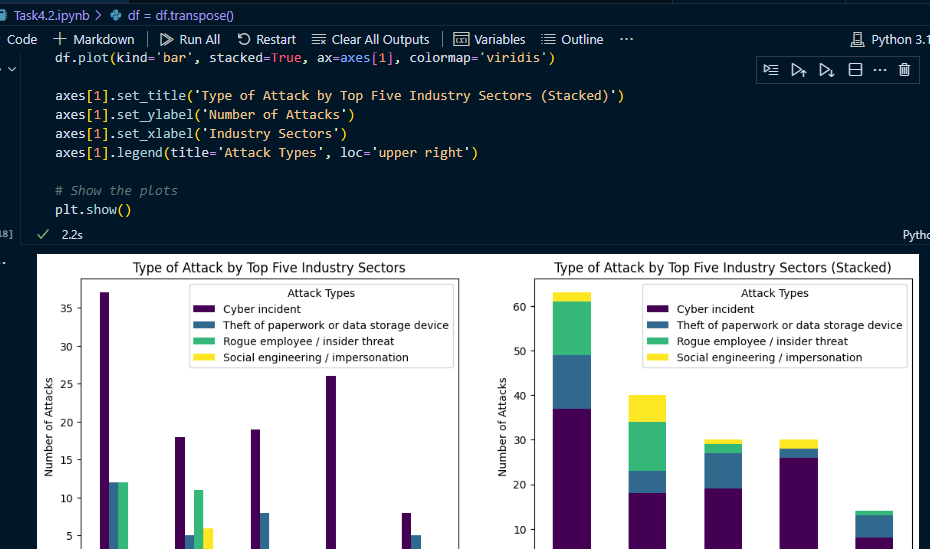 Task4.2.ipynb > df = df.transpose()
Code + Markdown Run All Restart Clear All Outputs Variables Outline ... Python 3.1
df.plot(kind='bar', stacked=True, ax=axes[1], colormap='viridis')
axes[1].set_title('Type of Attack by Top Five Industry Sectors (Stacked)')
axes[1].set_ylabel('Number of Attacks')
axes[1].set_xlabel('Industry Sectors')
axes[1].legend(title='Attack Types', loc='upper right')
# Show the plots
plt.show()
18] 2.2s Pytho
Type of Attack by Top Five Industry Sectors
Attack Types
Cyber incident
Theft of paperwork or data storage device
Rogue employee / insider threat
Social engineering / impersonation
Number of Attacks
35
30
25
20
15
10
5
Type of Attack by Top Five Industry Sectors (Stacked)
Attack Types
Cyber incident
Theft of paperwork or data storage device
Rogue employee / insider threat
Social engineering / impersonation
Number of Attacks
60
50
40
30
20
10